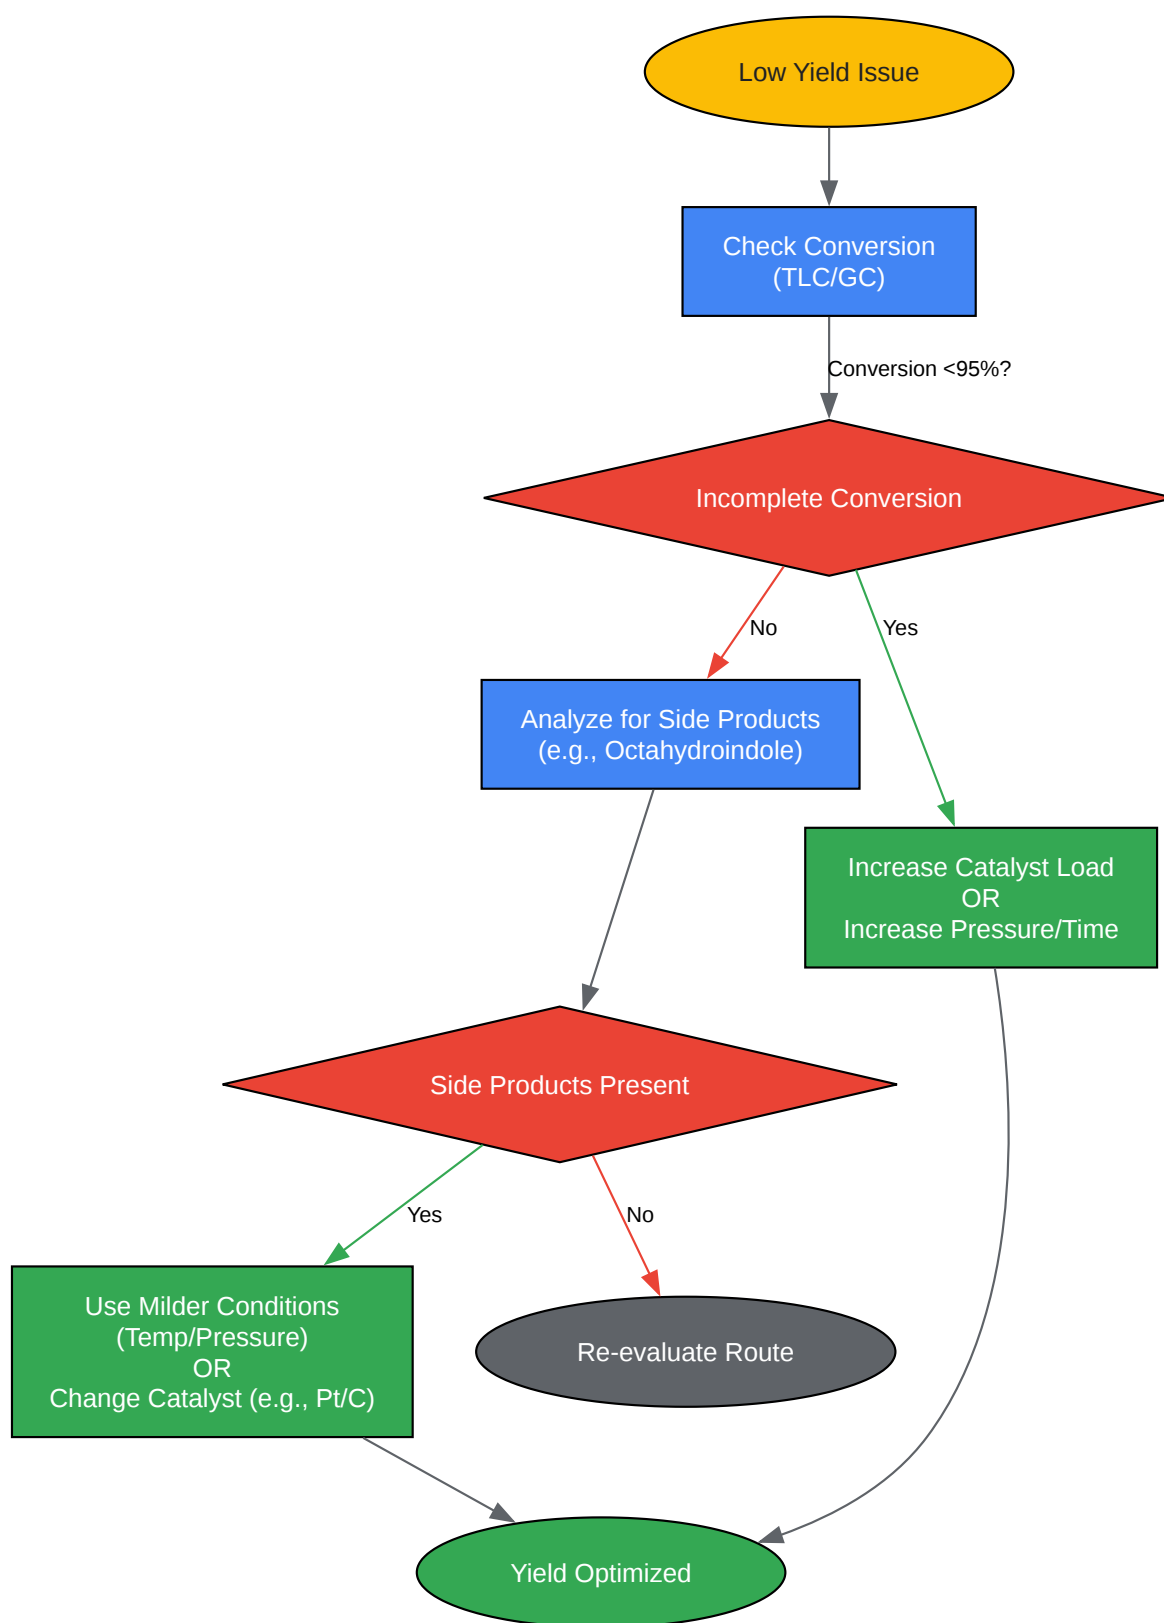 Low Yield Issue
Check Conversion
(TLC/GC)
Conversion <95%?
Incomplete Conversion
No
Yes
Analyze for Side Products
(e.g., Octahydroindole)
Increase Catalyst Load
OR
Increase Pressure/Time
Side Products Present
Yes
No
Use Milder Conditions
(Temp/Pressure)
OR
Change Catalyst (e.g., Pt/C)
Re-evaluate Route
Yield Optimized